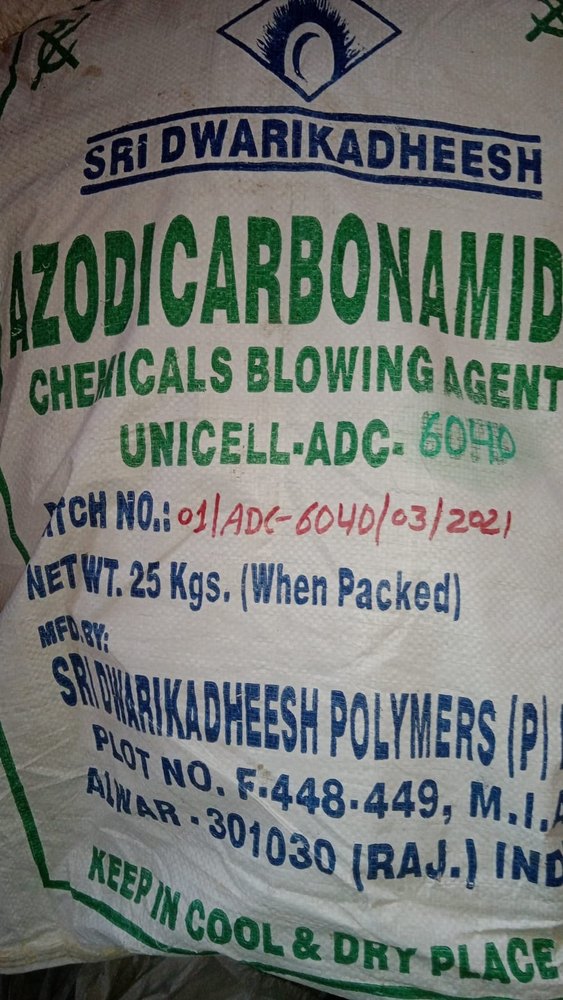 SRi DWARIKADHEESH
AZODICARBONAMID
CHEMICALS BLOWING AGENT
UNICELL-ADC- 6040
ATCH NO.: 01/ADC-6040/03/2021
NET WT. 25 Kgs. (When Packed)
MFD.BY:
SRI DWARIKADHEESH POLYMERS (P)
PLOT NO. F-448-449, M.I.A
AlWAR - 301030 (RAJ.) IND
KEEP IN COOL & DRY PLACE